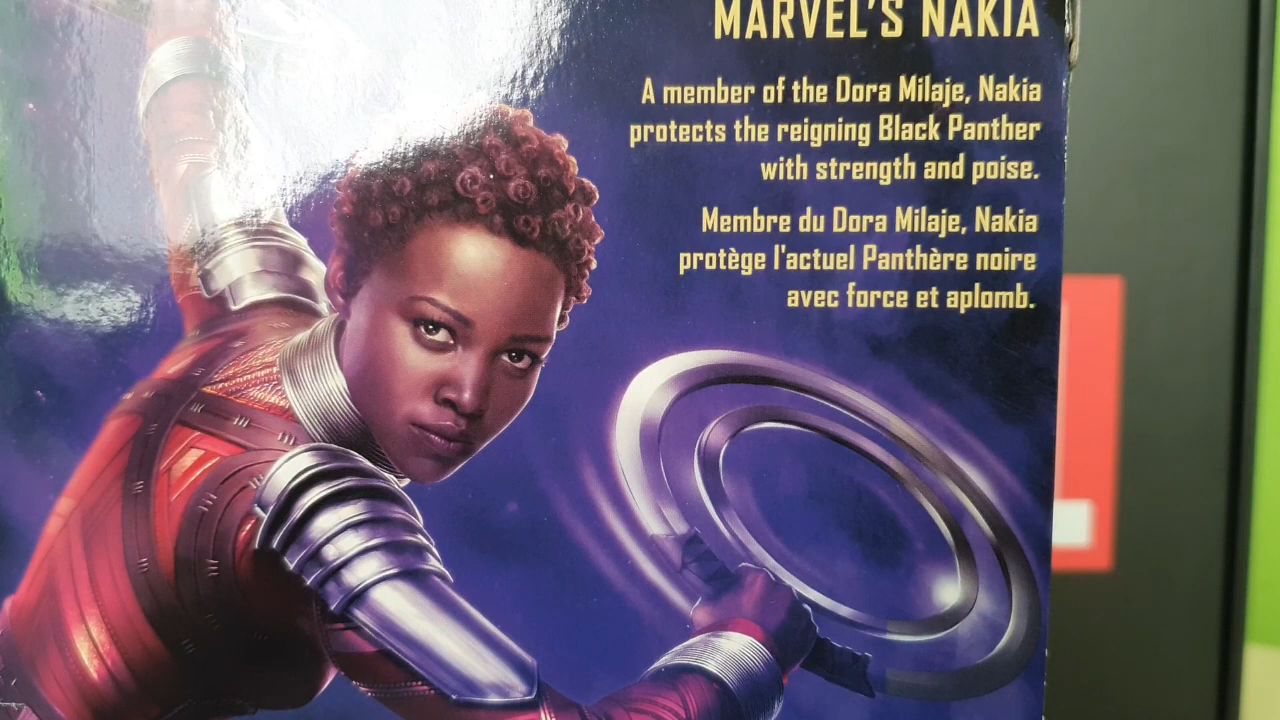 MARVEL'S NAKIA
A member of the Dora Milaje, Nakia
protects the reigning Black Panther
with strength and poise.
Membre du Dora Milaje, Nakia
protège l'actuel Panthère noire
avec force et aplomb.